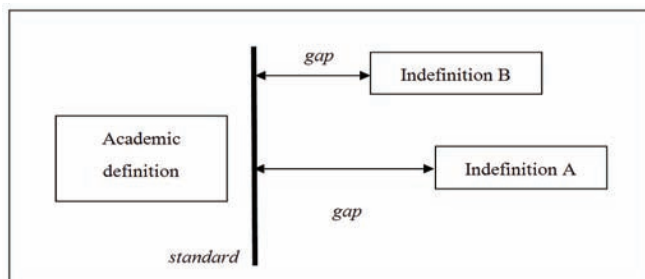 gap
Indefinition B
Academic
definition
Indefinition A
gap
standard